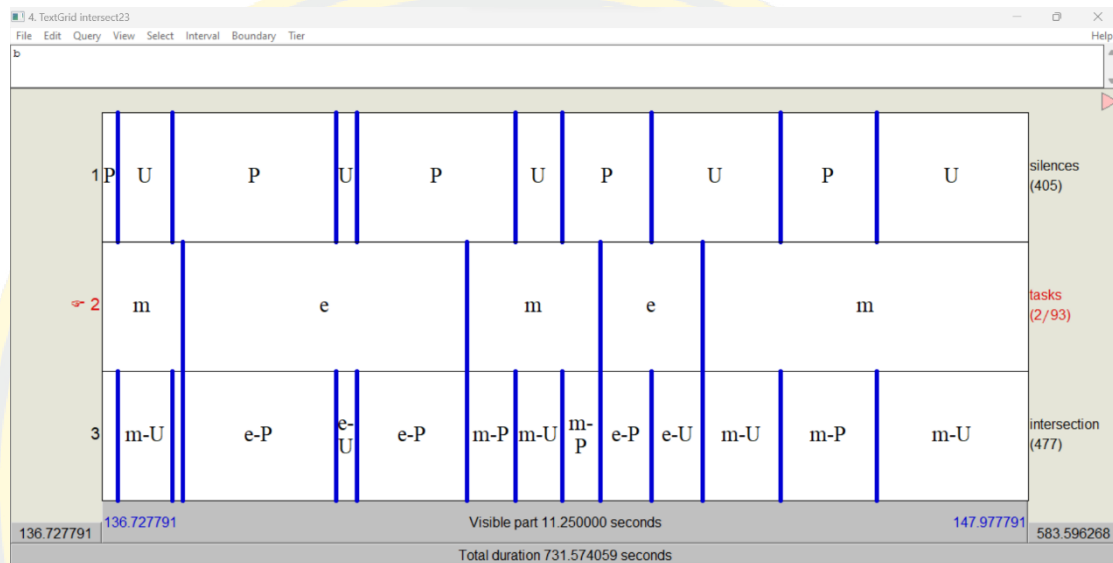 4. TextGrid intersect23
File Edit Query View Select Interval Boundary Tier Help
b
1 P U P U P U P U P U silences
(405)
☞ 2 m e m e m tasks
(2/93)
3 m-U e-P e-
U e-P m-P m-U m-
P e-P e-U m-U m-P m-U intersection
(477)
136.727791 136.727791 Visible part 11.250000 seconds 147.977791 583.596268
Total duration 731.574059 seconds